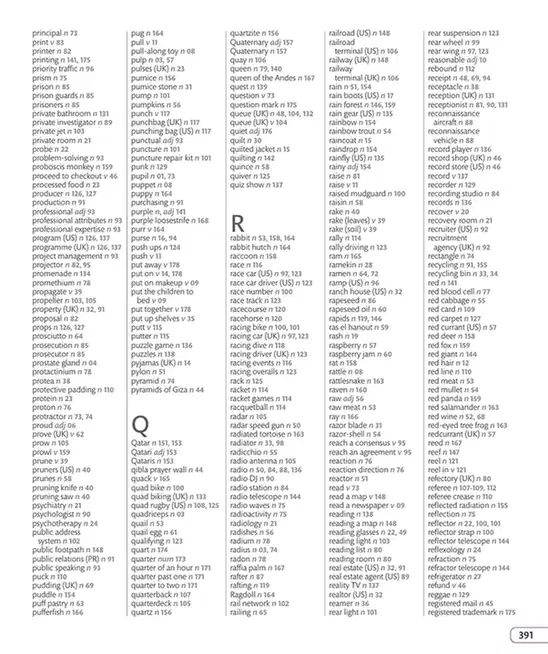 principal n 73
print v 83
printer n 82
printing n 141, 175
priority traffic n 96
prism n 75
prison n 85
prison guards n 85
prisoners n 85
private bathroom n 131
private investigator n 89
private jet n 103
private room n 21
probe n 22
problem-solving n 93
proboscis monkey n 159
proceed to checkout v 46
processed food n 23
producer n 126, 127
production n 91
professional adj 93
professional attributes n 93
professional expertise n 93
program (US) n 126, 137
programme (UK) n 126, 137
project management n 93
projector n 82, 95
promenade n 134
promethium n 78
propagate v 39
propeller n 103, 105
property (UK) n 32, 91
proposal n 82
props n 126, 127
prosciutto n 64
prosecution n 85
prosecutor n 85
prostate gland n 04
protactinium n 78
protea n 38
protective padding n 110
protein n 23
proton n 76
protractor n 73, 74
proud adj 06
prove (UK) v 62
prow n 105
prowl v 159
prune v 39
pruners (US) n 40
prunes n 58
pruning knife n 40
pruning saw n 40
psychiatry n 21
psychologist n 90
psychotherapy n 24
public address
system n 102
public footpath n 148
public relations (PR) n 91
public speaking n 93
puck n 110
pudding (UK) n 69
puddle n 154
puff pastry n 63
pufferfish n 166
pug n 164
pull v 11
pull-along toy n 08
pulp n 03, 57
pulses (UK) n 23
pumice n 156
pumice stone n 31
pump n 101
pumpkins n 56
punch v 117
punchbag (UK) n 117
punching bag (US) n 117
punctual adj 93
puncture n 101
puncture repair kit n 101
punk n 129
pupil n 01, 73
puppet n 08
puppy n 164
purchasing n 91
purple n, adj 141
purple loosestrife n 168
purr v 164
purse n 16, 94
push ups n 124
push v 11
put away v 178
put on v 14, 178
put on makeup v 09
put the children to
bed v 09
put together v 178
put up shelves v 35
putt v 115
putter n 115
puzzle game n 136
puzzles n 138
pyjamas (UK) n 14
pylon n 51
pyramid n 74
pyramids of Giza n 44
Q
Qatar n 151, 153
Qatari adj 153
Qataris n 153
qibla prayer wall n 44
quack v 165
quad bike n 100
quad biking (UK) n 133
quad rugby (US) n 108, 125
quadriceps n 03
quail n 53
quail egg n 61
qualifying n 123
quart n 174
quarter num 173
quarter of an hour n 171
quarter past one n 171
quarter to two n 171
quarterback n 107
quarterdeck n 105
quartz n 156
quartzite n 156
Quaternary adj 157
Quaternary n 157
quay n 106
queen n 79, 140
queen of the Andes n 167
quest n 139
question v 73
question mark n 175
queue (UK) n 48, 104, 132
queue (UK) v 104
quiet adj 176
quilt n 30
quilted jacket n 15
quilting n 142
quince n 58
quiver n 125
quiz show n 137
R
rabbit n 53, 158, 164
rabbit hutch n 164
raccoon n 158
race n 116
race car (US) n 97, 123
race car driver (US) n 123
race number n 100
race track n 123
racecourse n 120
racehorse n 120
racing bike n 100, 101
racing car (UK) n 97, 123
racing dive n 118
racing driver (UK) n 123
racing events n 116
racing overalls n 123
rack n 125
racket n 114
racket games n 114
racquetball n 114
radar n 105
radar speed gun n 50
radiated tortoise n 163
radiator n 33, 98
radicchio n 55
radio antenna n 105
radio n 50, 84, 88, 136
radio DJ n 90
radio station n 84
radio telescope n 144
radio waves n 75
radioactivity n 75
radiology n 21
radishes n 56
radium n 78
radius n 03, 74
radon n 78
raffia palm n 167
rafter n 87
rafting n 119
Ragdoll n 164
rail network n 102
railing n 65
railroad (US) n 148
railroad
terminal (US) n 106
railway (UK) n 148
railway
terminal (UK) n 106
rain n 51, 154
rain boots (US) n 17
rain forest n 146, 159
rain gear (US) n 135
rainbow n 154
rainbow trout n 54
raincoat n 15
raindrop n 154
rainfly (US) n 135
rainy adj 154
raise n 81
raise v 11
raised mudguard n 100
raisin n 58
rake n 40
rake (leaves) v 39
rake (soil) v 39
rally n 114
rally driving n 123
ram n 165
ramekin n 28
ramen n 64, 72
ramp (US) n 96
ranch house (US) n 32
rapeseed n 86
rapeseed oil n 60
rapids n 119, 146
ras el hanout n 59
rash n 19
raspberry n 57
raspberry jam n 60
rat n 158
rattle n 08
rattlesnake n 163
raven n 160
raw adj 56
raw meat n 53
ray n 166
razor blade n 31
razor-shell n 54
reach a consensus v 95
reach an agreement v 95
reaction n 76
reaction direction n 76
reactor n 51
read v 73
read a map v 148
read a newspaper v 09
reading n 138
reading a map n 148
reading glasses n 22, 49
reading light n 103
reading list n 80
reading room n 80
real estate (US) n 32, 91
real estate agent (US) 89
reality TV n 137
realtor (US) n 32
reamer n 36
rear light n 101
rear suspension n 123
rear wheel n 99
rear wing n 97, 123
reasonable adj 10
rebound n 112
receipt n 48, 69, 94
receptacle n 38
reception (UK) n 131
receptionist n 81, 90, 131
reconnaissance
aircraft n 88
reconnaissance
vehicle n 88
record player n 136
record shop (UK) n 46
record store (US) n 46
record v 137
recorder n 129
recording studio n 84
records n 136
recover v 20
recovery room n 21
recruiter (US) n 92
recruitment
agency (UK) n 92
rectangle n 74
recycling n 91, 155
recycling bin n 33, 34
red n 141
red blood cell n 77
red cabbage n 55
red card n 109
red carpet n 127
red currant (US) n 57
red deer n 158
red fox n 159
red giant n 144
red hair n 12
red line n 110
red meat n 53
red mullet n 54
red panda n 159
red salamander n 163
red wine n 52, 68
red-eyed tree frog n 163
redcurrant (UK) n 57
reed n 167
reef n 147
reel n 121
reel in v 121
refectory (UK) n 80
referee n 107-109, 112
referee crease n 110
reflected radiation n 155
reflection n 75
reflector n 22, 100, 101
reflector strap n 100
reflector telescope n 144
reflexology n 24
refraction n 75
refractor telescope n 144
refrigerator n 27
refund v 46
reggae n 129
registered mail n 45
registered trademark n 175
391